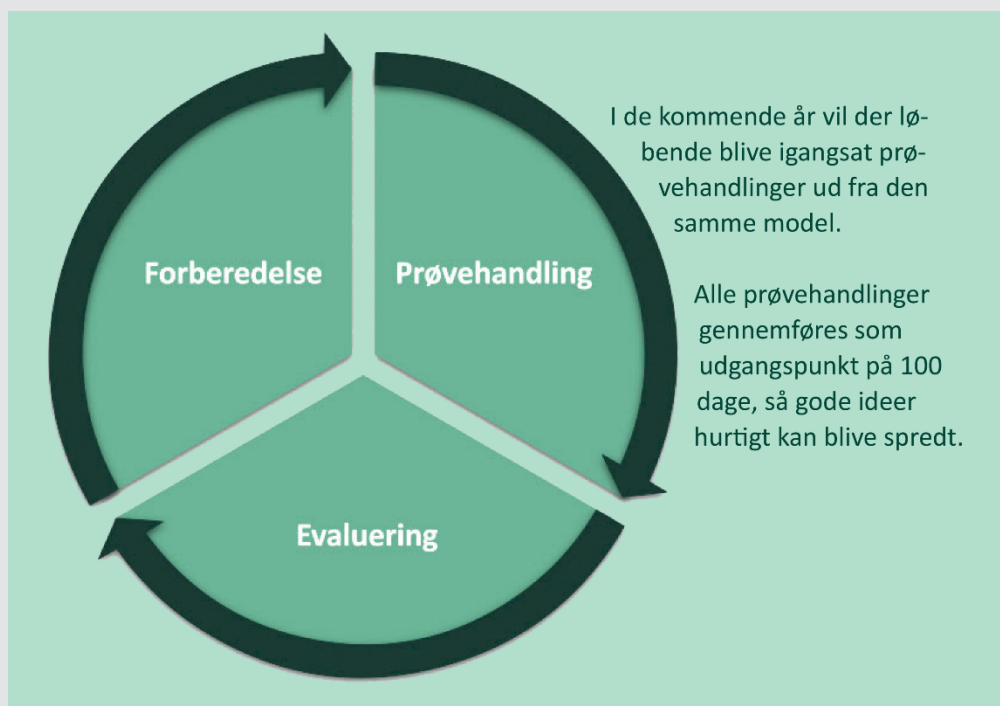 Forberedelse
Prøvehandling
Evaluering
I de kommende år vil der lø-
bende blive igangsat prø-
vehandlinger ud fra den
samme model.
Alle prøvehandlinger
gennemføres som
udgangspunkt på 100
dage, så gode ideer
hurtigt kan blive spredt.